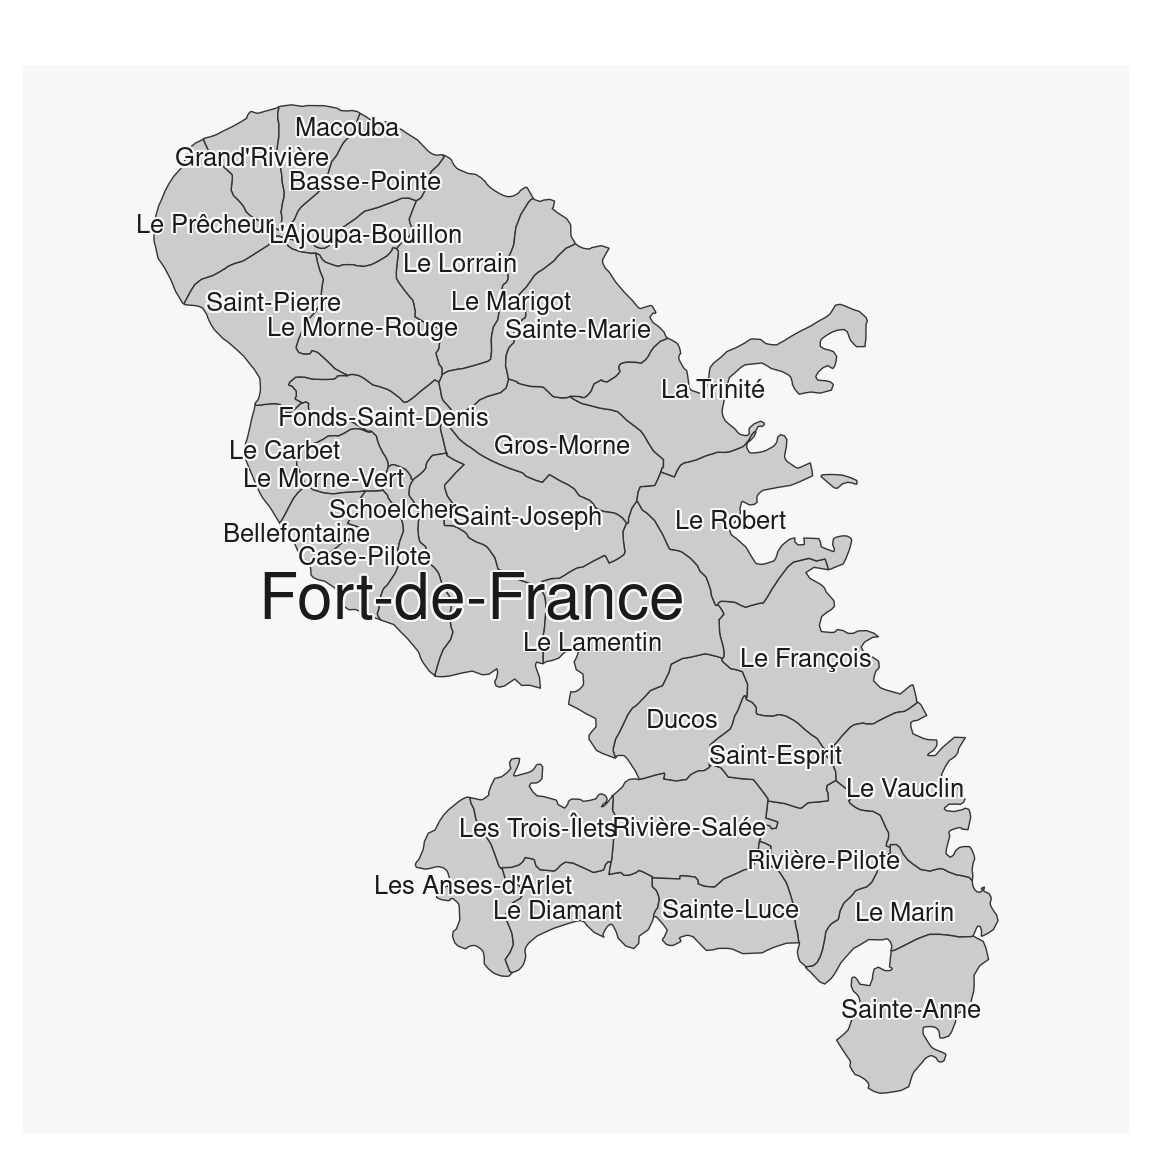 Macouba
Grand'Rivière
Basse-Pointe
Le Prêcheur
L'Ajoupa-Bouillon
Le Lorrain
Saint-Pierre
Le Marigot
Le Morne-Rouge
Sainte-Marie
La Trinité
Fonds-Saint-Denis
Gros-Morne
Le Carbet
Le Morne-Vert
Schoelcher
Saint-Joseph
Le Robert
Bellefontaine
Case-Pilote
Fort-de-France
Le Lamentin
Le François
Ducos
Saint-Esprit
Le Vauclin
Les Trois-Îlets
Rivière-Salée
Rivière-Pilote
Les Anses-d'Arlet
Le Diamant
Sainte-Luce
Le Marin
Sainte-Anne